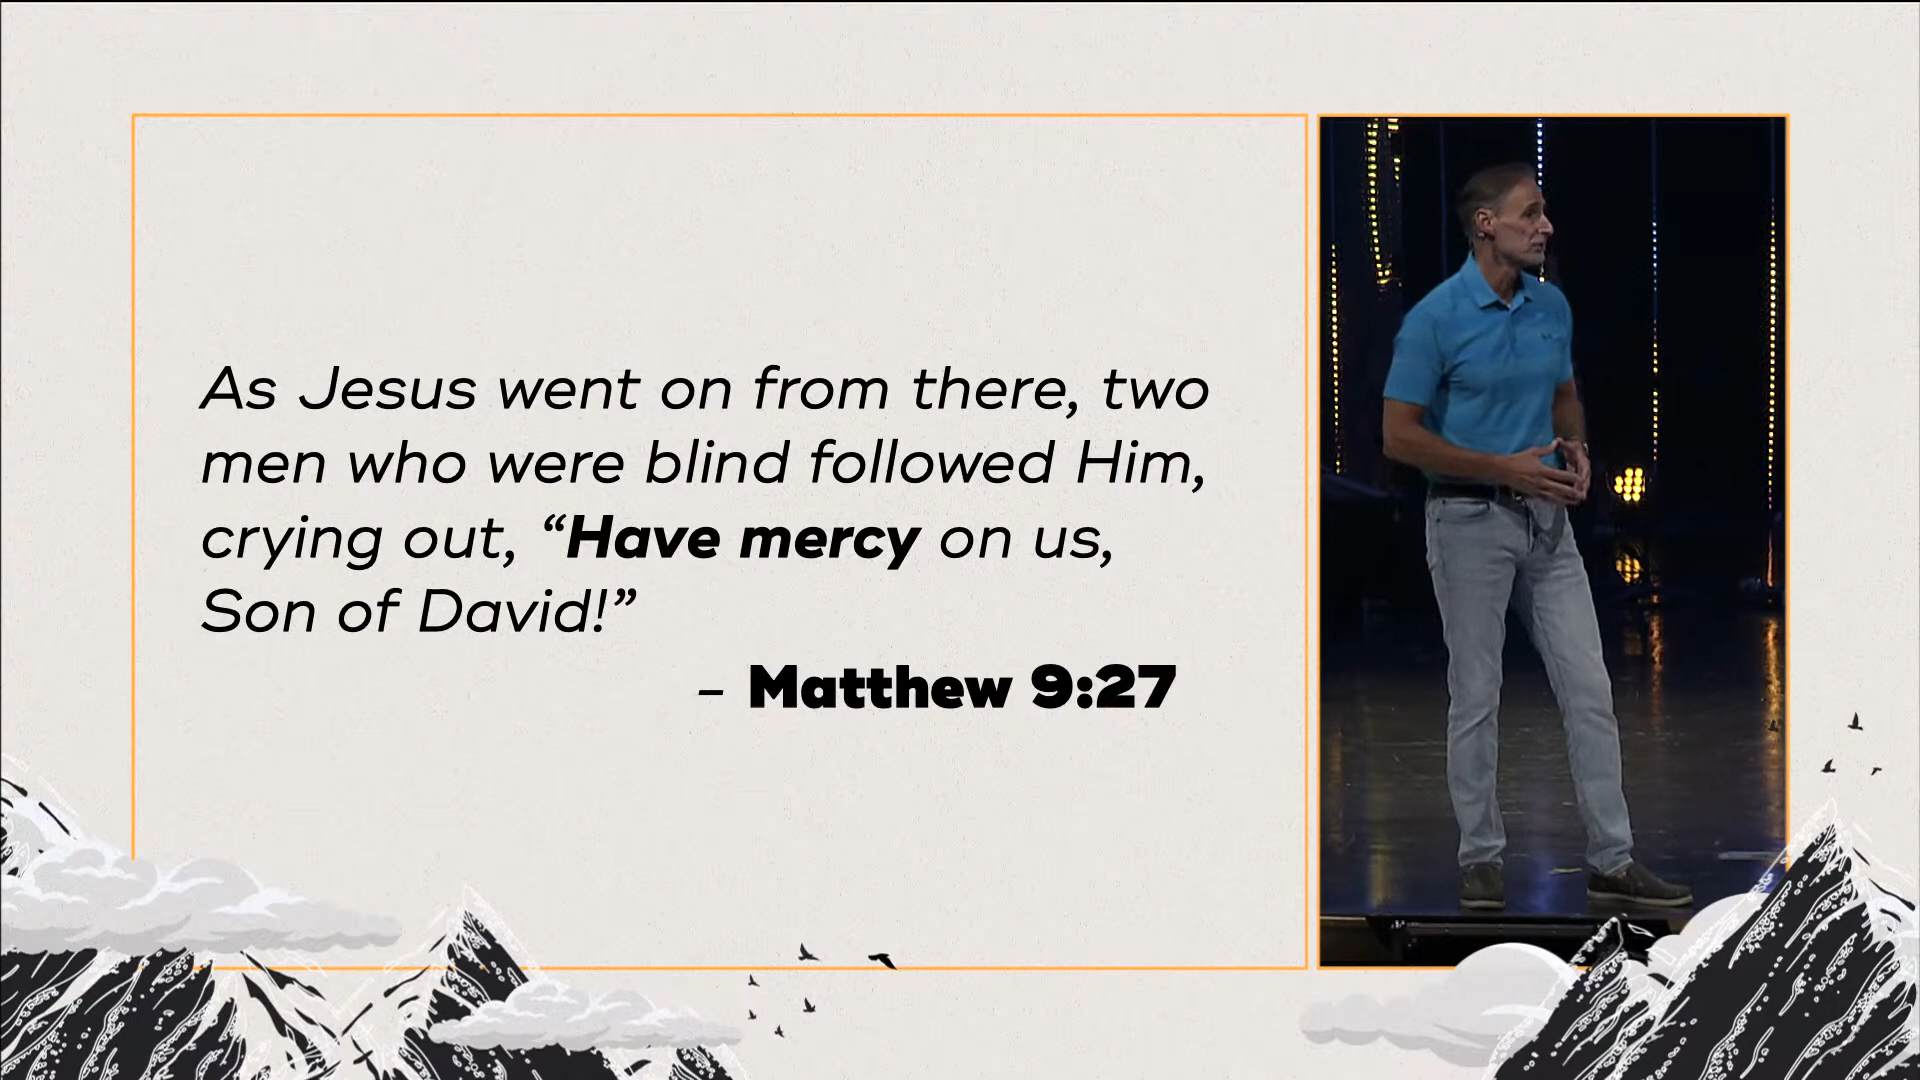 As Jesus went on from there, two
men who were blind followed Him,
crying out, “Have mercy on us,
Son of David!”
– Matthew 9:27